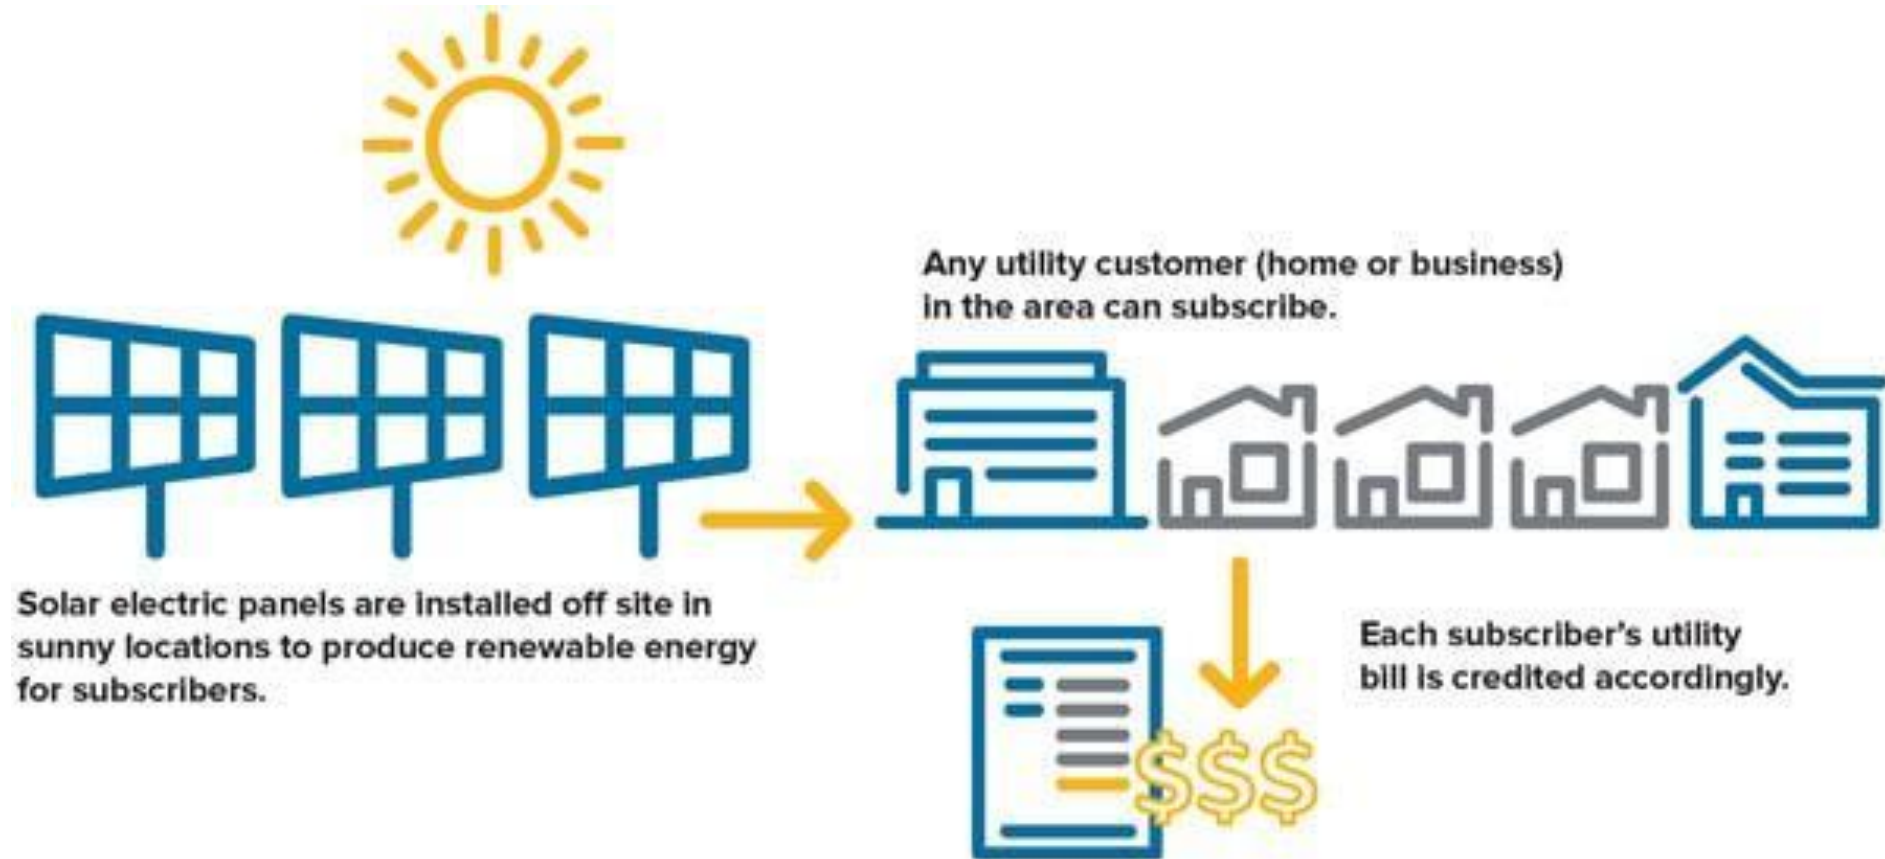 Any utility customer (home or business)
in the area can subscribe.
Solar electric panels are installed off site in
sunny locations to produce renewable energy
for subscribers.
Each subscriber's utility
bill is credited accordingly.
$$$